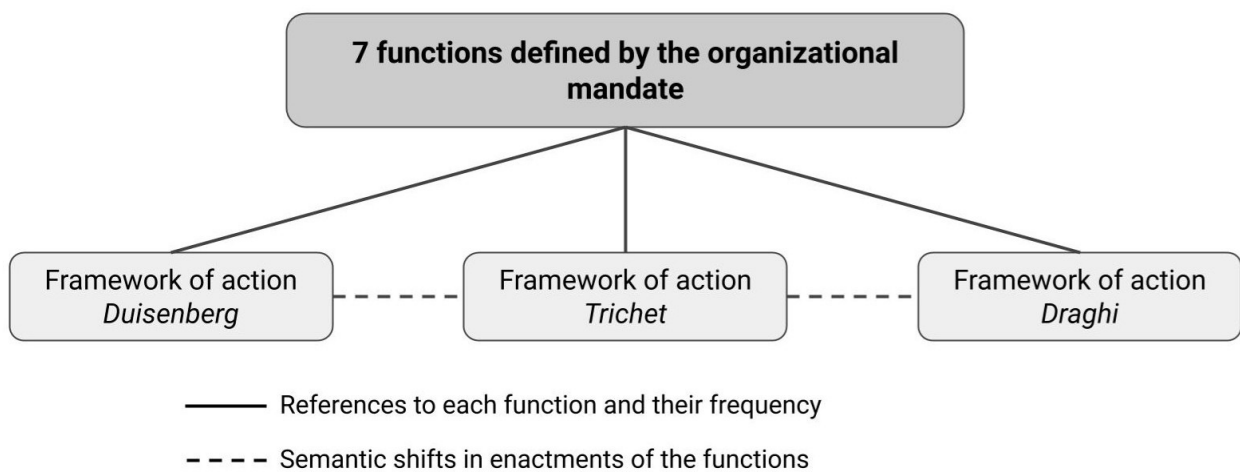 7 functions defined by the organizational
mandate
Framework of action
Duisenberg
Framework of action
Trichet
Framework of action
Draghi
References to each function and their frequency
Semantic shifts in enactments of the functions